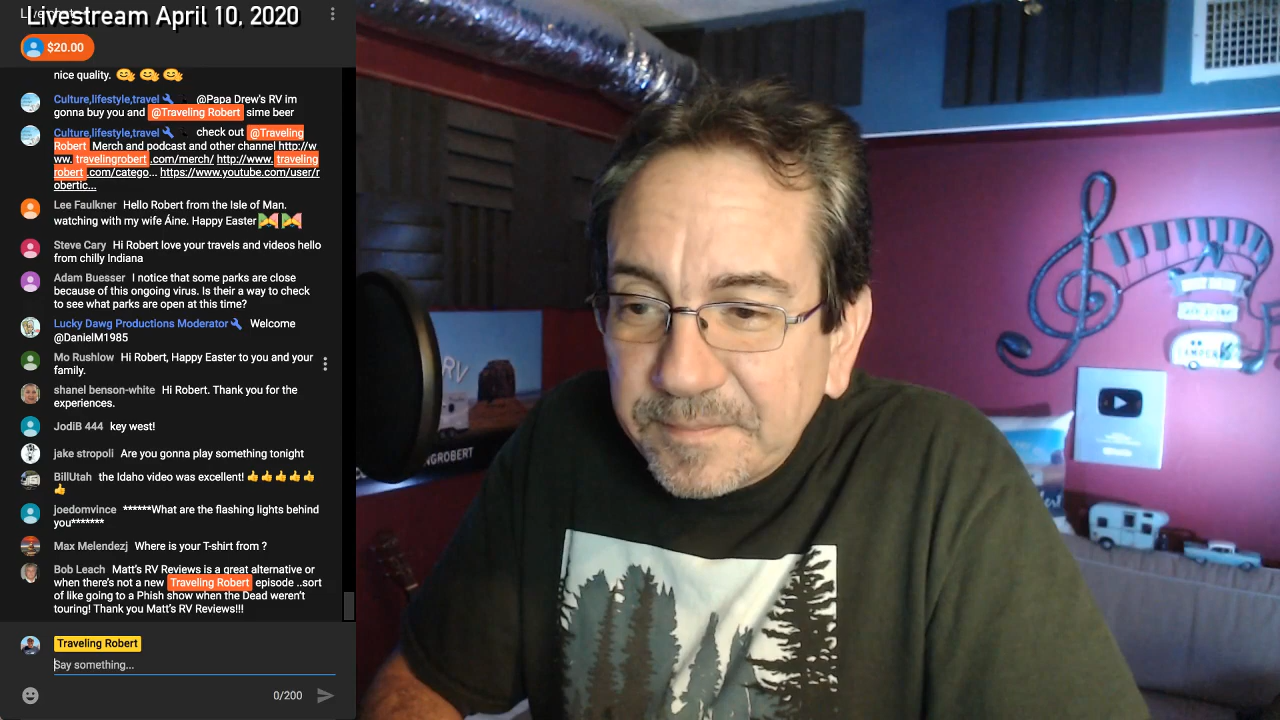 Livestream April 10, 2020
$20.00
nice quality.
Culture,lifestyle,travel @Papa Drew's RV im
gonna buy you and @Traveling Robert sime beer
Culture,lifestyle,travel check out @Traveling
Robert Merch and podcast and other channel http://w
ww.travelingrobert.com/merch/ http://www.traveling
robert.com/catego... https://www.youtube.com/user/r
obertic...
Lee Faulkner Hello Robert from the Isle of Man.
watching with my wife Áine. Happy Easter
Steve Cary Hi Robert love your travels and videos hello
from chilly Indiana
Adam Buesser I notice that some parks are close
because of this ongoing virus. Is their a way to check
to see what parks are open at this time?
Lucky Dawg Productions Moderator Welcome
@DanielM1985
Mo Rushlow Hi Robert, Happy Easter to you and your
family.
shanel benson-white Hi Robert. Thank you for the
experiences.
JodiB 444 key west!
jake stropoli Are you gonna play something tonight
BillUtah the Idaho video was excellent!
joedomvince ******What are the flashing lights behind
you*******
Max Melendezj Where is your T-shirt from ?
Bob Leach Matt's RV Reviews is a great alternative or
when there's not a new Traveling Robert episode ..sort
of like going to a Phish show when the Dead weren't
touring! Thank you Matt's RV Reviews!!!
Traveling Robert
Say something...
0/200
RV
NGROBERT
CAMPER